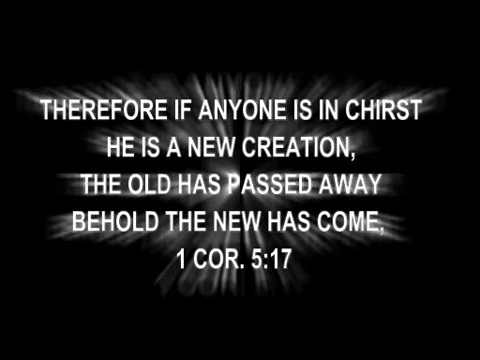 THEREFORE IF ANYONE IS IN CHIRST
HE IS A NEW CREATION,
THE OLD HAS PASSED AWAY
BEHOLD THE NEW HAS COME,
1 COR. 5:17